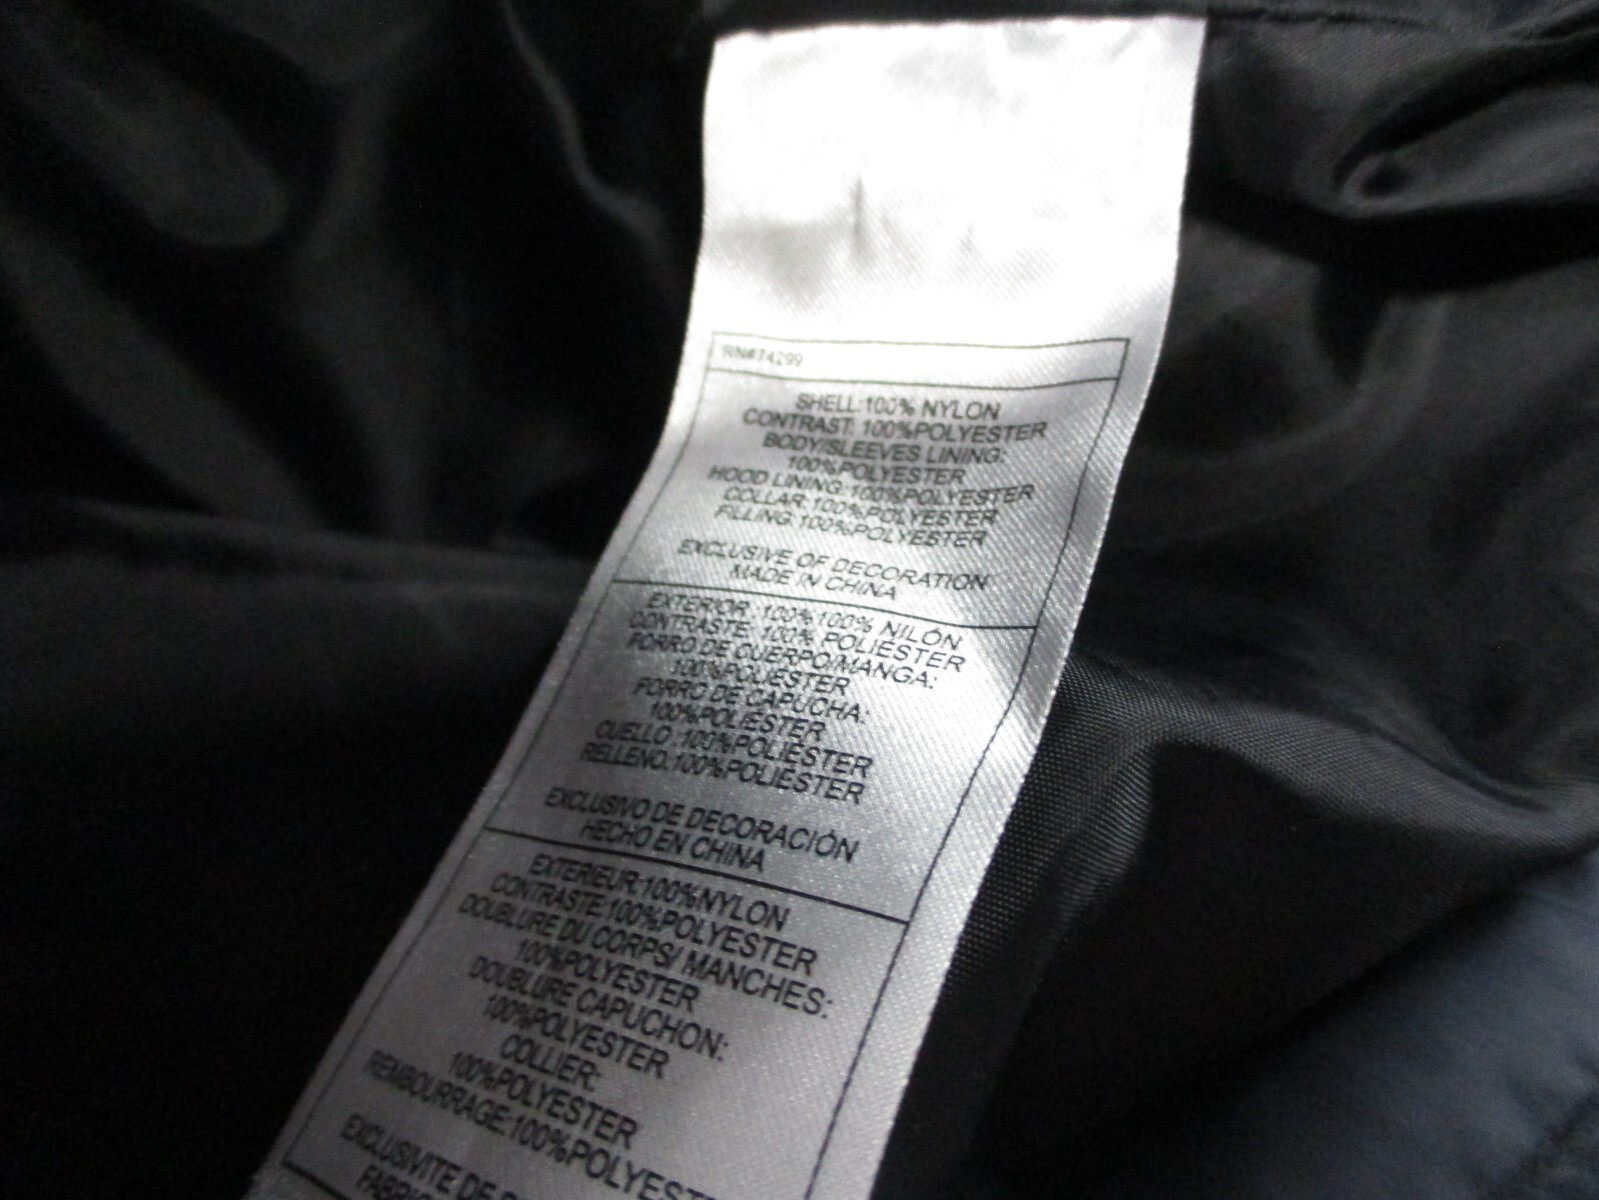 RN#74299
SHELL:100% NYLON
CONTRAST: 100%POLYESTER
BODY/SLEEVES LINING:
100%POLYESTER
HOOD LINING:100%POLYESTER
COLLAR:100%POLYESTER
FILLING:100%POLYESTER
EXCLUSIVE OF DECORATION
MADE IN CHINA
EXTERIOR:100%100% NILÓN
CONTRASTE: 100% POLIÉSTER
FORRO DE CUERPO/MANGA:
100%POLIÉSTER
FORRO DE CAPUCHA:
100%POLIÉSTER
CUELLO:100%POLIÉSTER
RELLENO:100%POLIÉSTER
EXCLUSIVO DE DECORACIÓN
HECHO EN CHINA
EXTERIEUR:100%NYLON
CONTRASTE:100%POLYESTER
DOUBLURE DU CORPS/ MANCHES:
100%POLYESTER
DOUBLURE CAPUCHON:
100%POLYESTER
COLLIER:
100%POLYESTER
REMBOURRAGE:100%POLYEST
EXCLUSIVITE DE